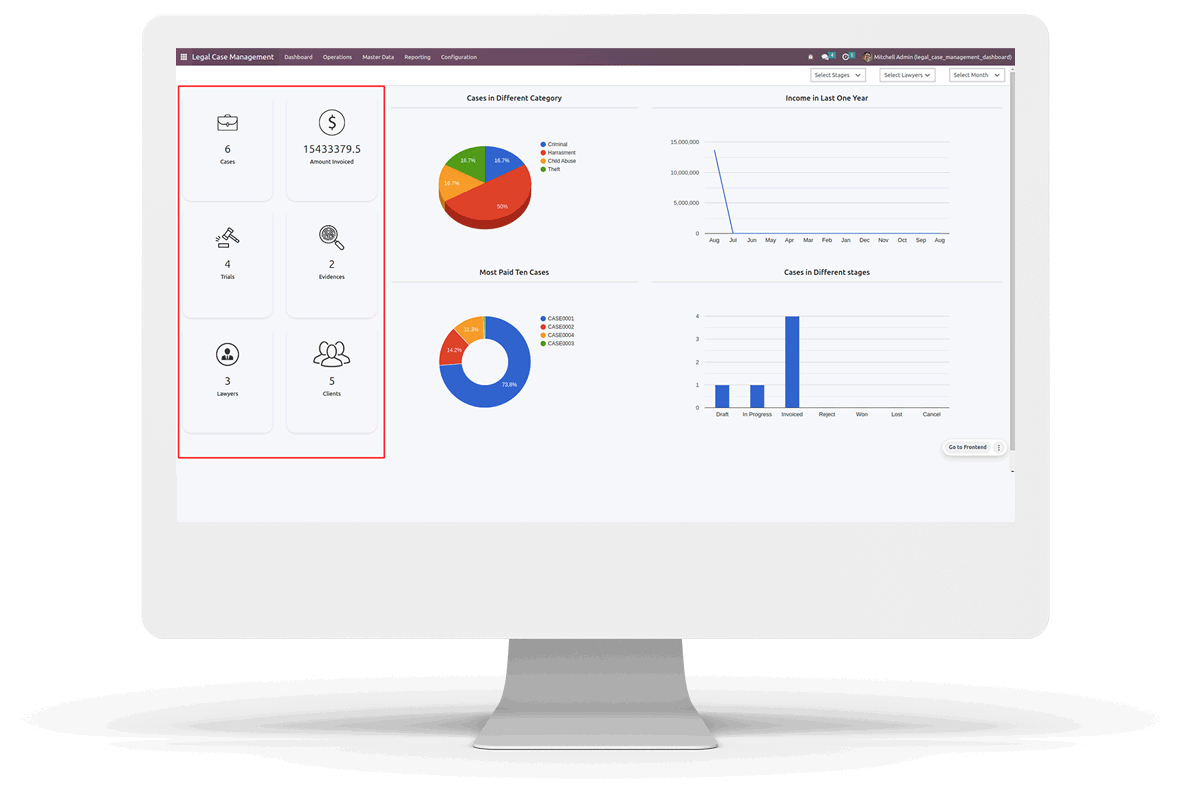 Legal Case Management Dashboard Operations Master Data Reporting Configuration 4 Mitchell Admin (legal_case_management_dashboard)
Select Stages Select Lawyers Select Month
6
Cases
$
15433379.5
Amount Invoiced
4
Trials
2
Evidences
3
Lawyers
5
Clients
Cases in Different Category
16.7%
16.7%
16.7%
50%
Criminal
Harrasment
Child Abuse
Theft
Income in Last One Year
15,000,000
10,000,000
5,000,000
0
Aug Jul Jun May Apr Mar Feb Jan Dec Nov Oct Sep Aug
Most Paid Ten Cases
11.3%
14.2%
73.8%
CASE0001
CASE0002
CASE0004
CASE0003
Cases in Different stages
4
3
2
1
0
Draft In Progress Invoiced Reject Won Lost Cancel
Go to Frontend